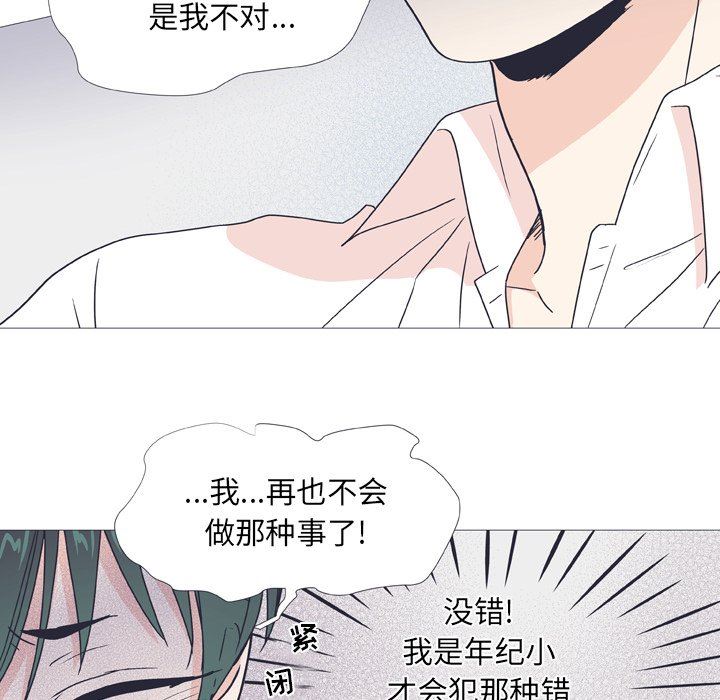 是我不对...
...我...再也不会
做那种事了!
没错!
我是年纪小
才会犯那种错
紧
闭